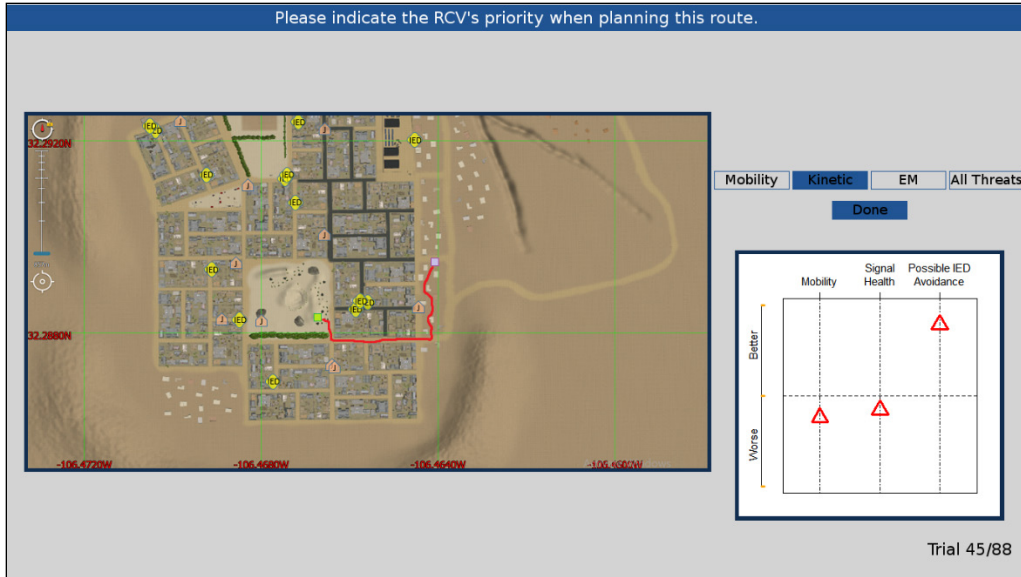 Please indicate the RCV's priority when planning this route.
IED
J
IED
IED
J
32.2920N
IED
IED
IED
J
IED
J
J
IED
IED
IED
J
J
IED
J
32.2880N
J
IED
-106.4720W
-106.4680W
-106.4640W
Mobility
Kinetic
EM
All Threats
Done
Mobility
Signal
Health
Possible IED
Avoidance
Better
Worse
Trial 45/88